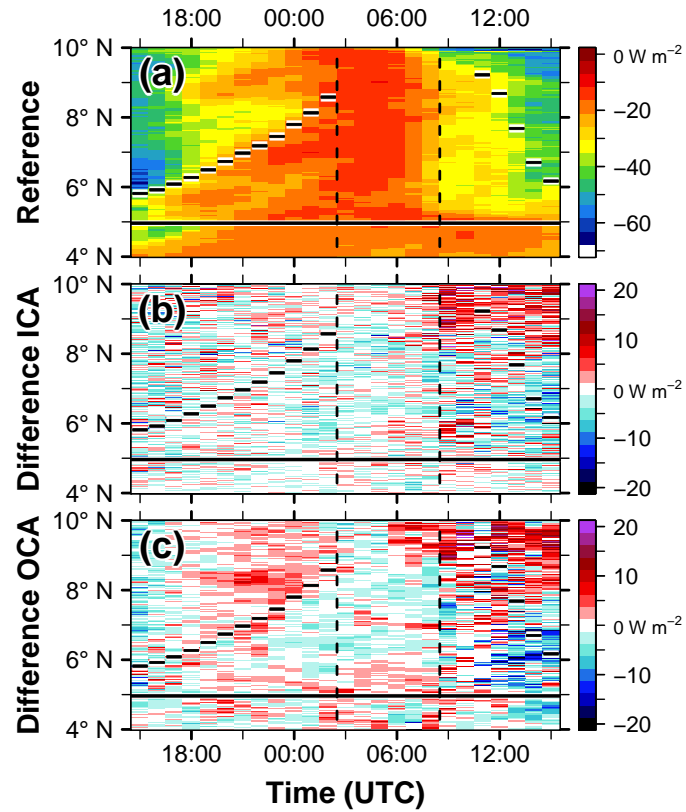 18:00 00:00 06:00 12:00
(a)
Reference
10° N
8° N
6° N
4° N
0 W m−2
−20
−40
−60
(b)
Difference ICA
10° N
8° N
6° N
4° N
20
10
0 W m−2
−10
−20
(c)
Difference OCA
10° N
8° N
6° N
4° N
20
10
0 W m−2
−10
−20
18:00 00:00 06:00 12:00
Time (UTC)